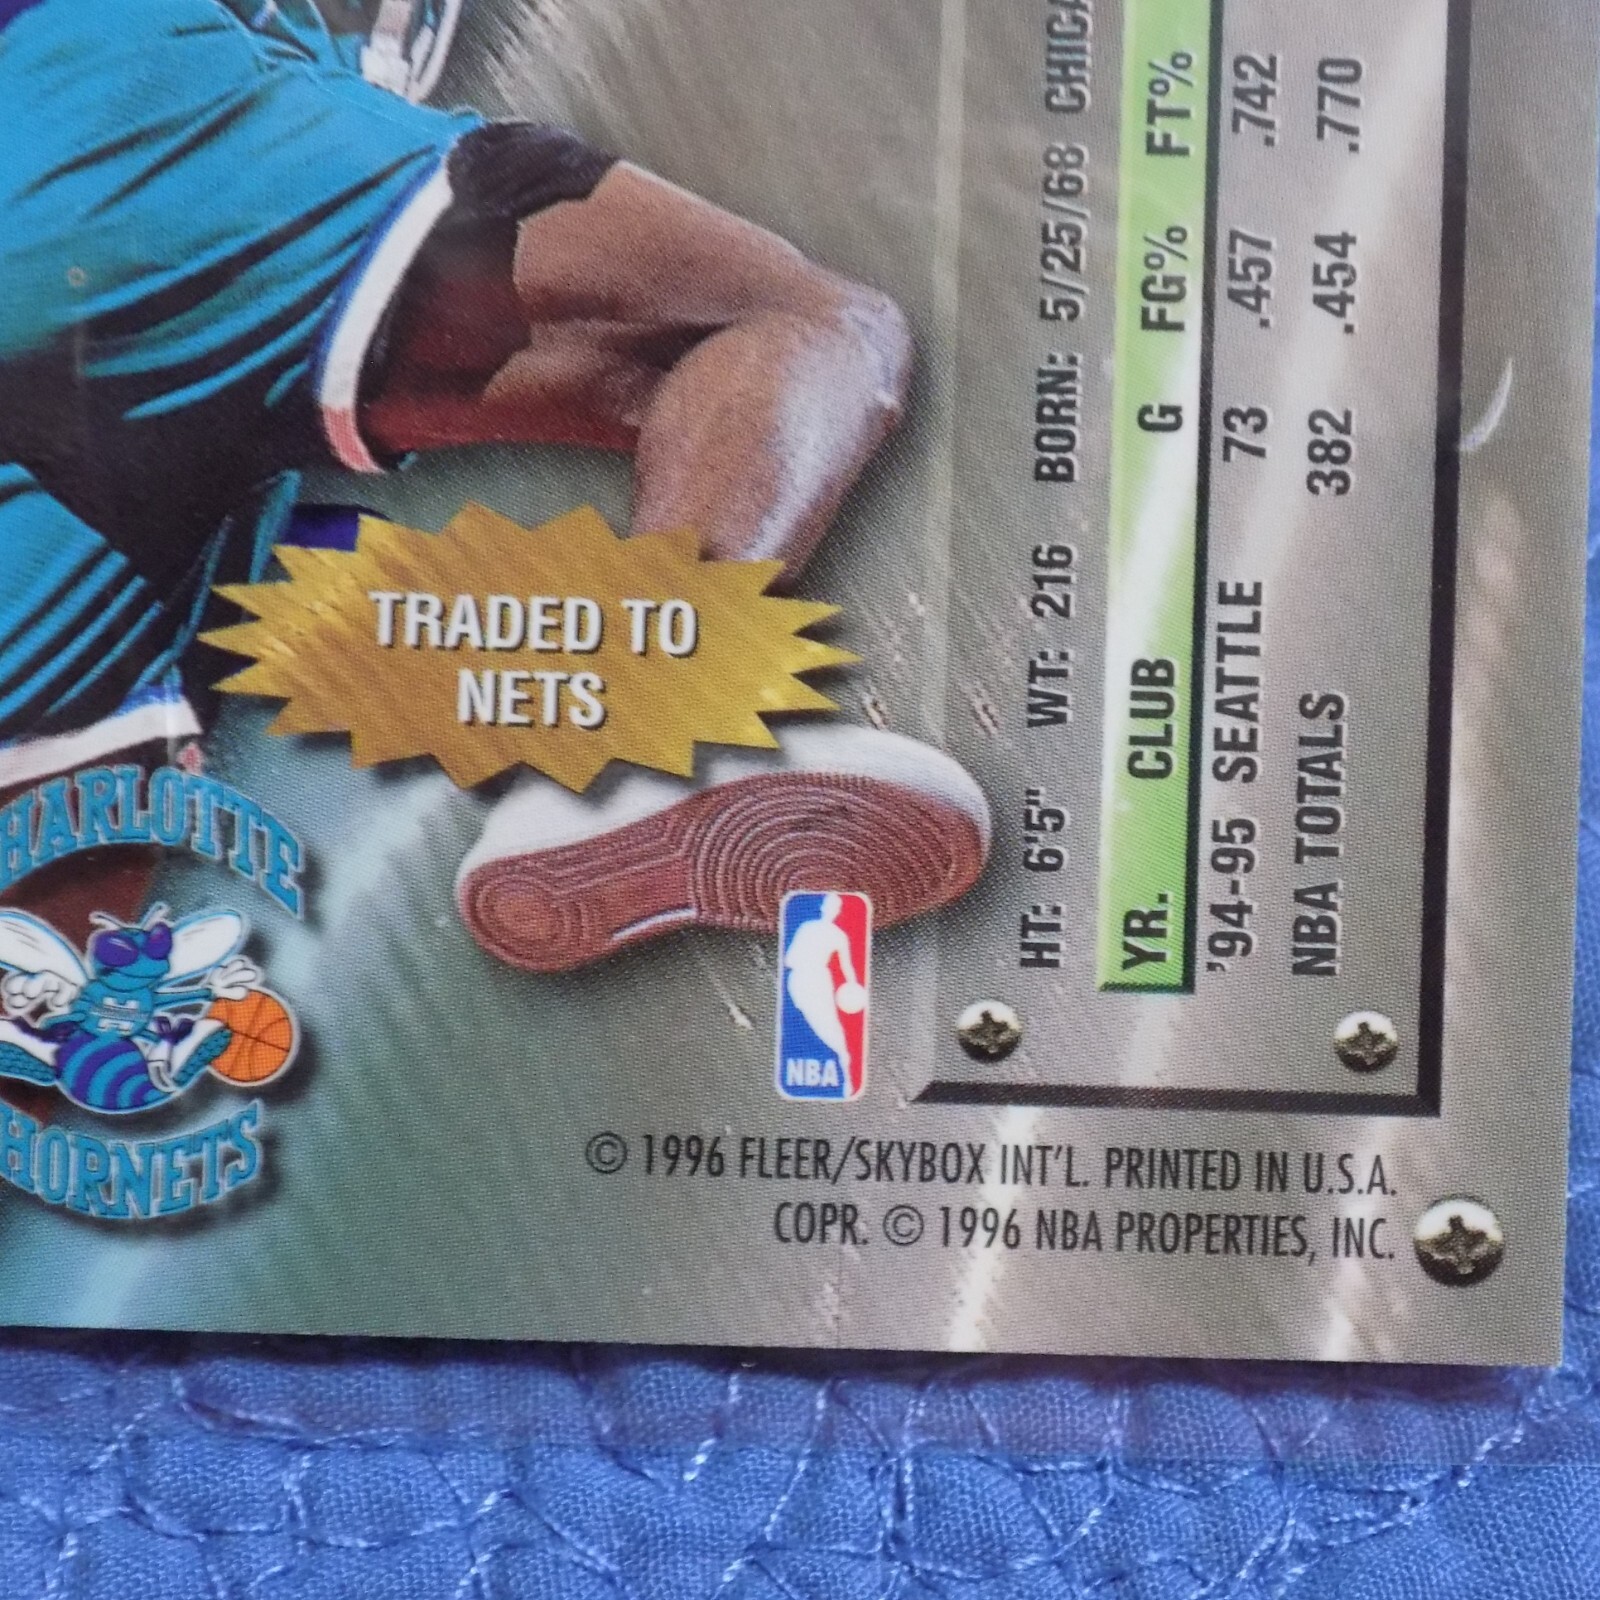 TRADED TO
NETS
CHARLOTTE
HORNETS
NBA
© 1996 FLEER/SKYBOX INT'L. PRINTED IN U.S.A.
COPR. © 1996 NBA PROPERTIES, INC.
HT: 6'5" WT: 216 BORN: 5/25/68
YR. CLUB G FG% FT%
'94-95 SEATTLE 73 .457 .742
NBA TOTALS 382 .454 .770